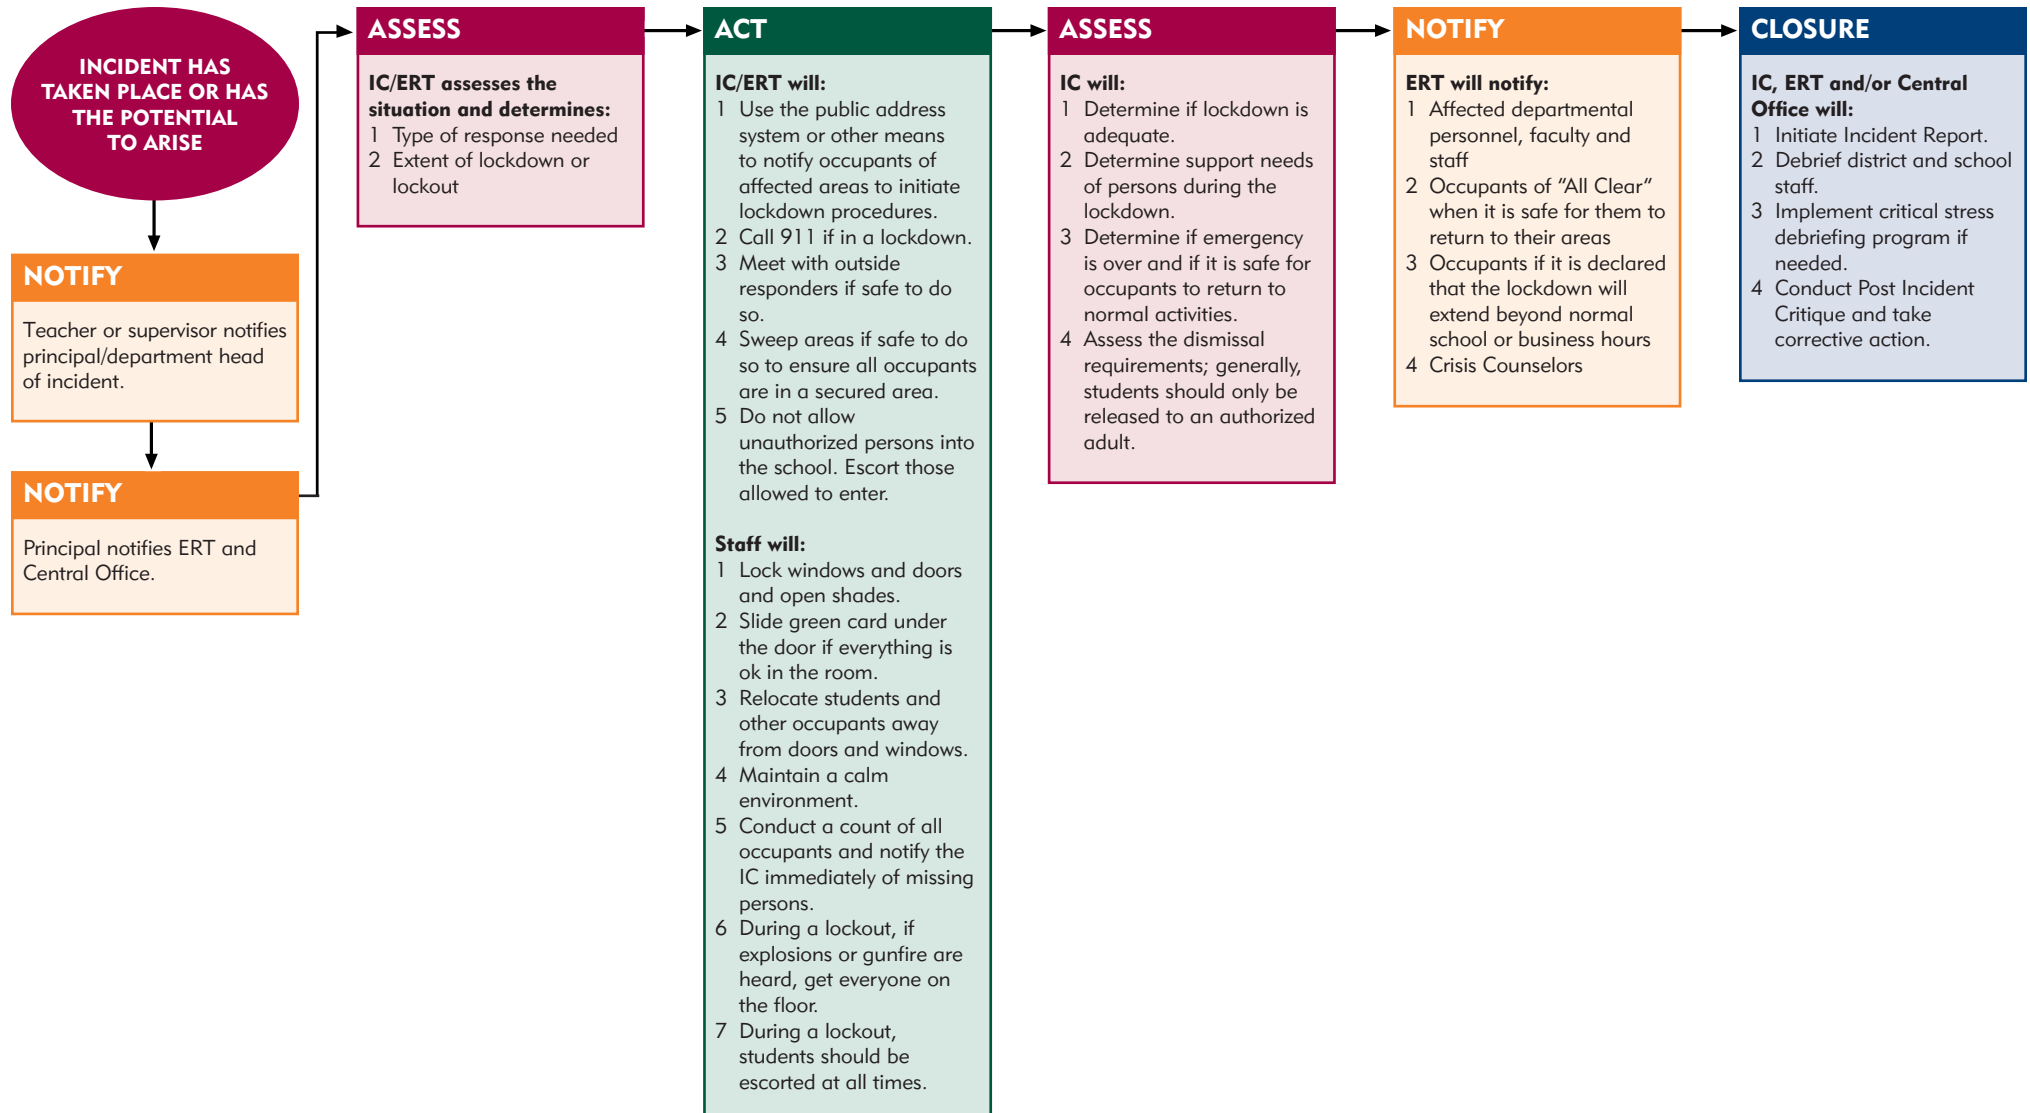 INCIDENT HAS
TAKEN PLACE OR HAS
THE POTENTIAL
TO ARISE
NOTIFY
Teacher or supervisor notifies
principal/department head
of incident.
NOTIFY
Principal notifies ERT and
Central Office.
ASSESS
IC/ERT assesses the
situation and determines:
1 Type of response needed
2 Extent of lockdown or
lockout
ACT
IC/ERT will:
1 Use the public address
system or other means
to notify occupants of
affected areas to initiate
lockdown procedures.
2 Call 911 if in a lockdown.
3 Meet with outside
responders if safe to do
so.
4 Sweep areas if safe to do
so to ensure all occupants
are in a secured area.
5 Do not allow
unauthorized persons into
the school. Escort those
allowed to enter.
Staff will:
1 Lock windows and doors
and open shades.
2 Slide green card under
the door if everything is
ok in the room.
3 Relocate students and
other occupants away
from doors and windows.
4 Maintain a calm
environment.
5 Conduct a count of all
occupants and notify the
IC immediately of missing
persons.
6 During a lockout, if
explosions or gunfire are
heard, get everyone on
the floor.
7 During a lockout,
students should be
escorted at all times.
ASSESS
IC will:
1 Determine if lockdown is
adequate.
2 Determine support needs
of persons during the
lockdown.
3 Determine if emergency
is over and if it is safe for
occupants to return to
normal activities.
4 Assess the dismissal
requirements; generally,
students should only be
released to an authorized
adult.
NOTIFY
ERT will notify:
1 Affected departmental
personnel, faculty and
staff
2 Occupants of “All Clear”
when it is safe for them to
return to their areas
3 Occupants if it is declared
that the lockdown will
extend beyond normal
school or business hours
4 Crisis Counselors
CLOSURE
IC, ERT and/or Central
Office will:
1 Initiate Incident Report.
2 Debrief district and school
staff.
3 Implement critical stress
debriefing program if
needed.
4 Conduct Post Incident
Critique and take
corrective action.